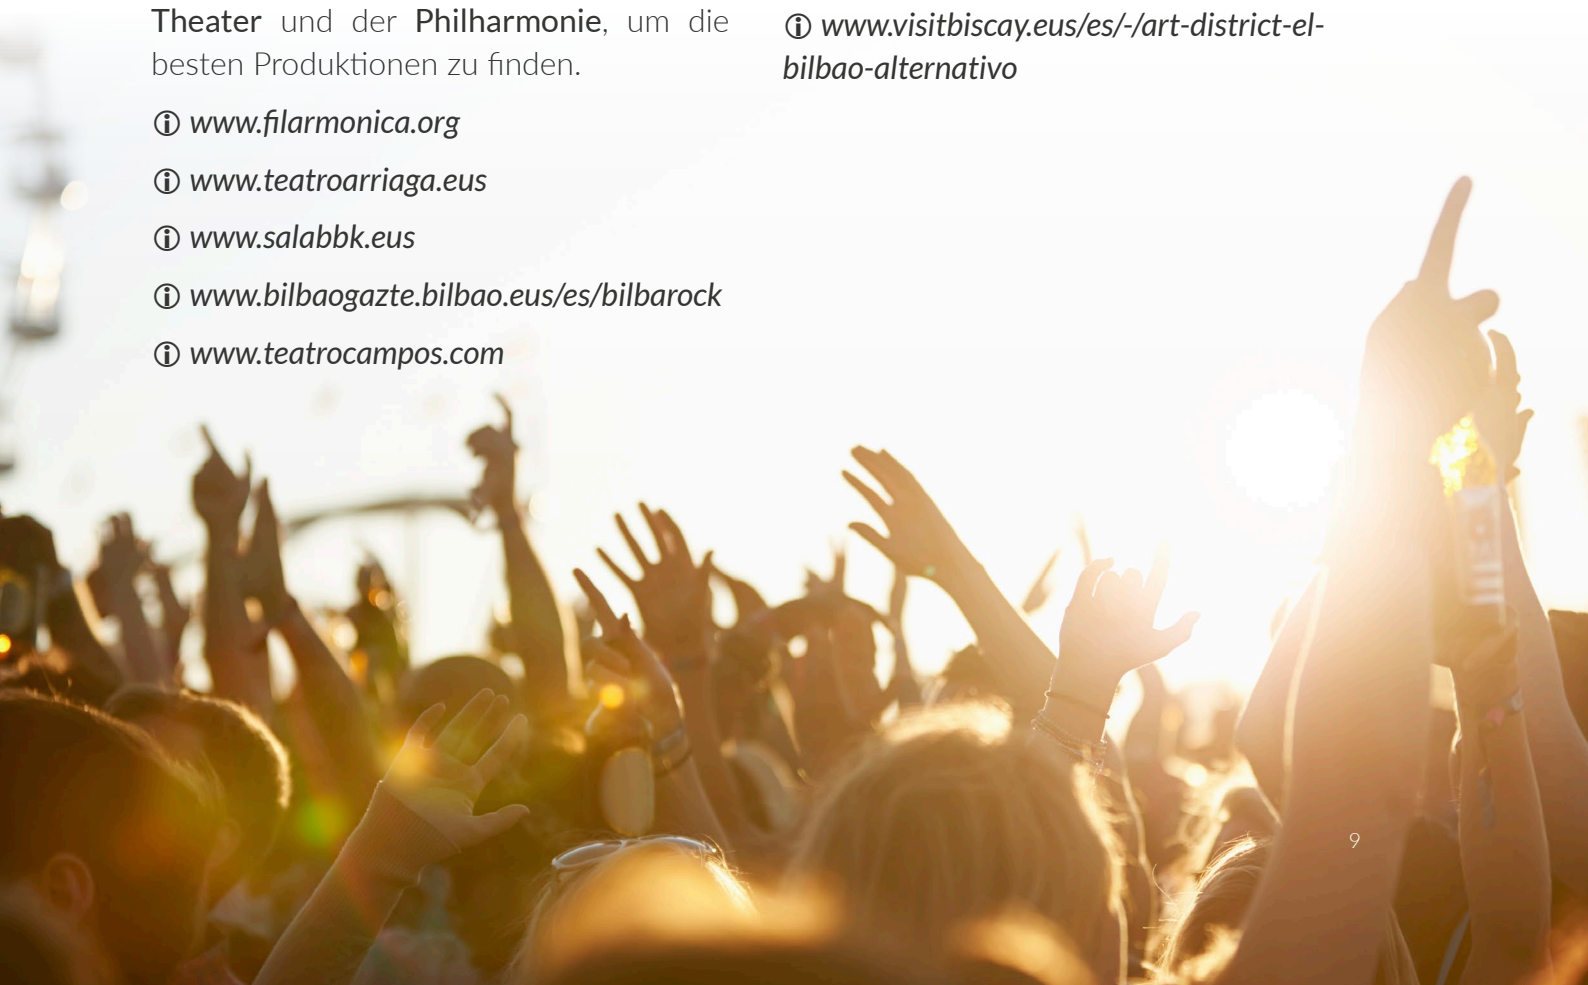 Theater und der Philharmonie, um die
besten Produktionen zu finden.
ⓘ www.filarmonica.org
ⓘ www.teatroarriaga.eus
ⓘ www.salabbk.eus
ⓘ www.bilbaogazte.bilbao.eus/es/bilbarock
ⓘ www.teatrocampos.com
ⓘ www.visitbiscay.eus/es/-/art-district-el-
bilbao-alternativo
9